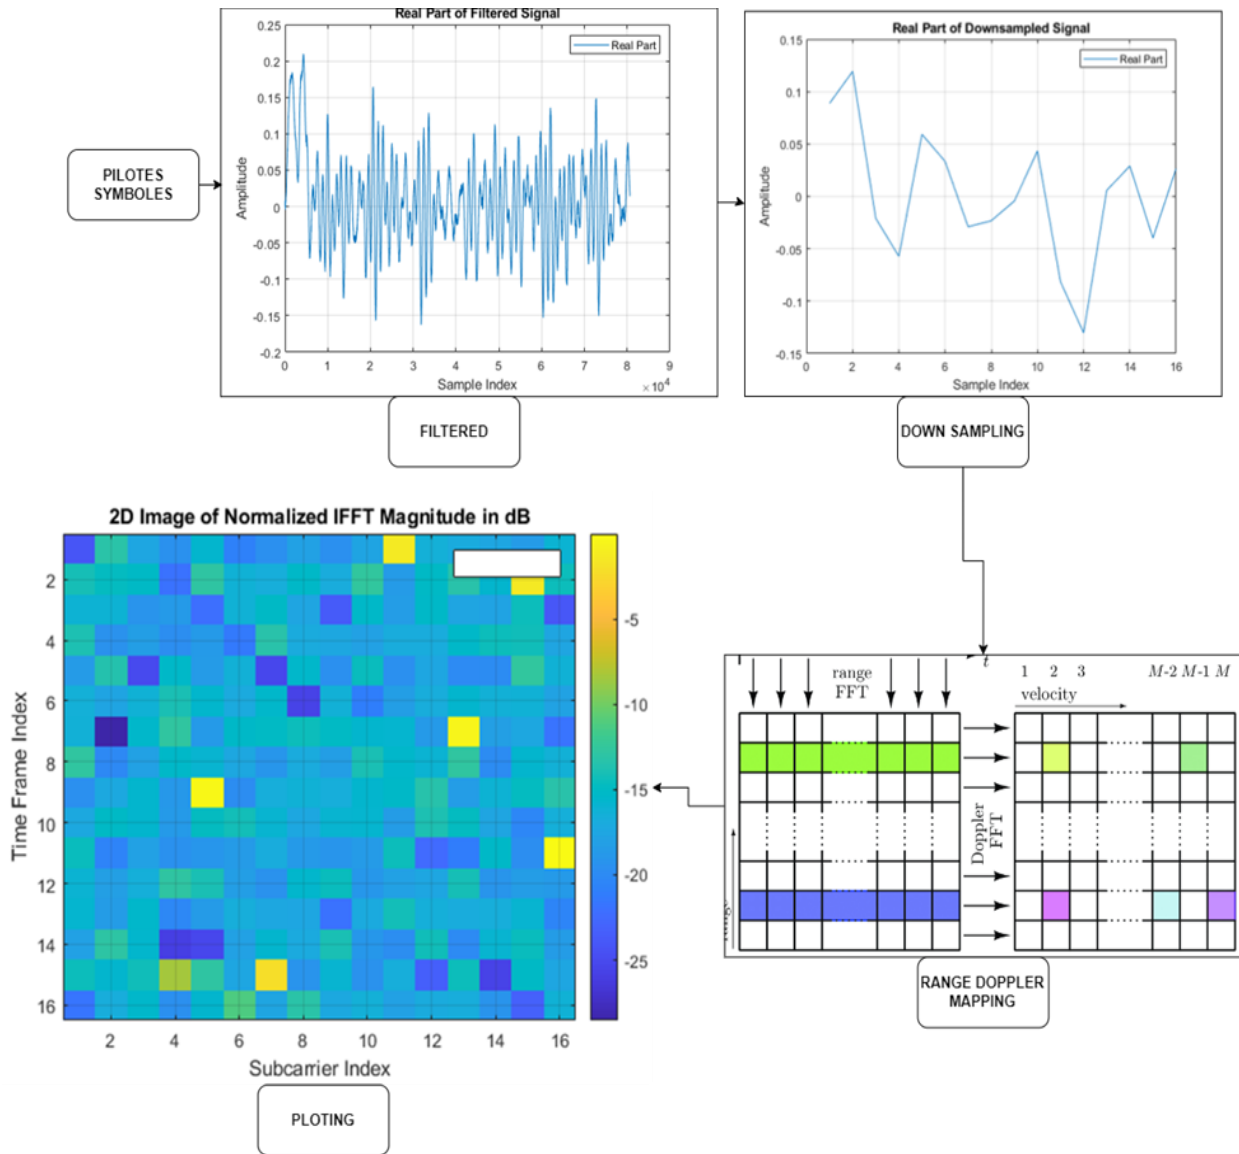 Real Part of Filtered Signal
Real Part
0.25
0.2
0.15
0.1
0.05
0
-0.05
-0.1
-0.15
-0.2
Amplitude
0 1 2 3 4 5 6 7 8 9
Sample Index
×10⁴
PILOTES
SYMBOLES
FILTERED
Real Part of Downsampled Signal
Real Part
0.15
0.1
0.05
0
-0.05
-0.1
-0.15
Amplitude
0 2 4 6 8 10 12 14 16
Sample Index
DOWN SAMPLING
2D Image of Normalized IFFT Magnitude in dB
2
4
6
8
10
12
14
16
Time Frame Index
2 4 6 8 10 12 14 16
Subcarrier Index
-5
-10
-15
-20
-25
PLOTING
range
FFT
t
1 2 3 M-2 M-1 M
velocity
Doppler
FFT
RANGE DOPPLER
MAPPING